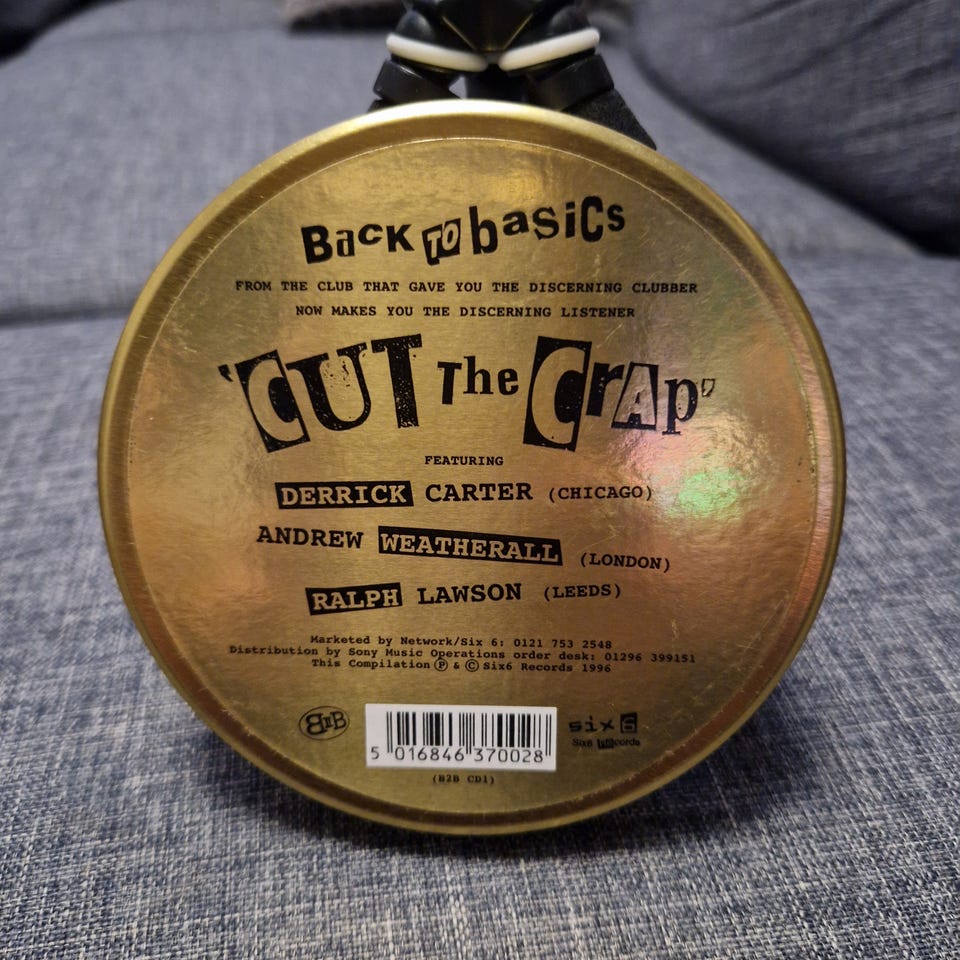 Back TO basics
FROM THE CLUB THAT GAVE YOU THE DISCERNING CLUBBER
NOW MAKES YOU THE DISCERNING LISTENER
'CUT The CrAp'
FEATURING
DERRICK CARTER (CHICAGO)
ANDREW WEATHERALL (LONDON)
RALPH LAWSON (LEEDS)
Marketed by Network/Six 6: 0121 753 2548
Distribution by Sony Music Operations order desk: 01296 399151
This Compilation Ⓟ & © Six6 Records 1996
six 6
Six6 Records
5 016846 370028
(B2B CD1)